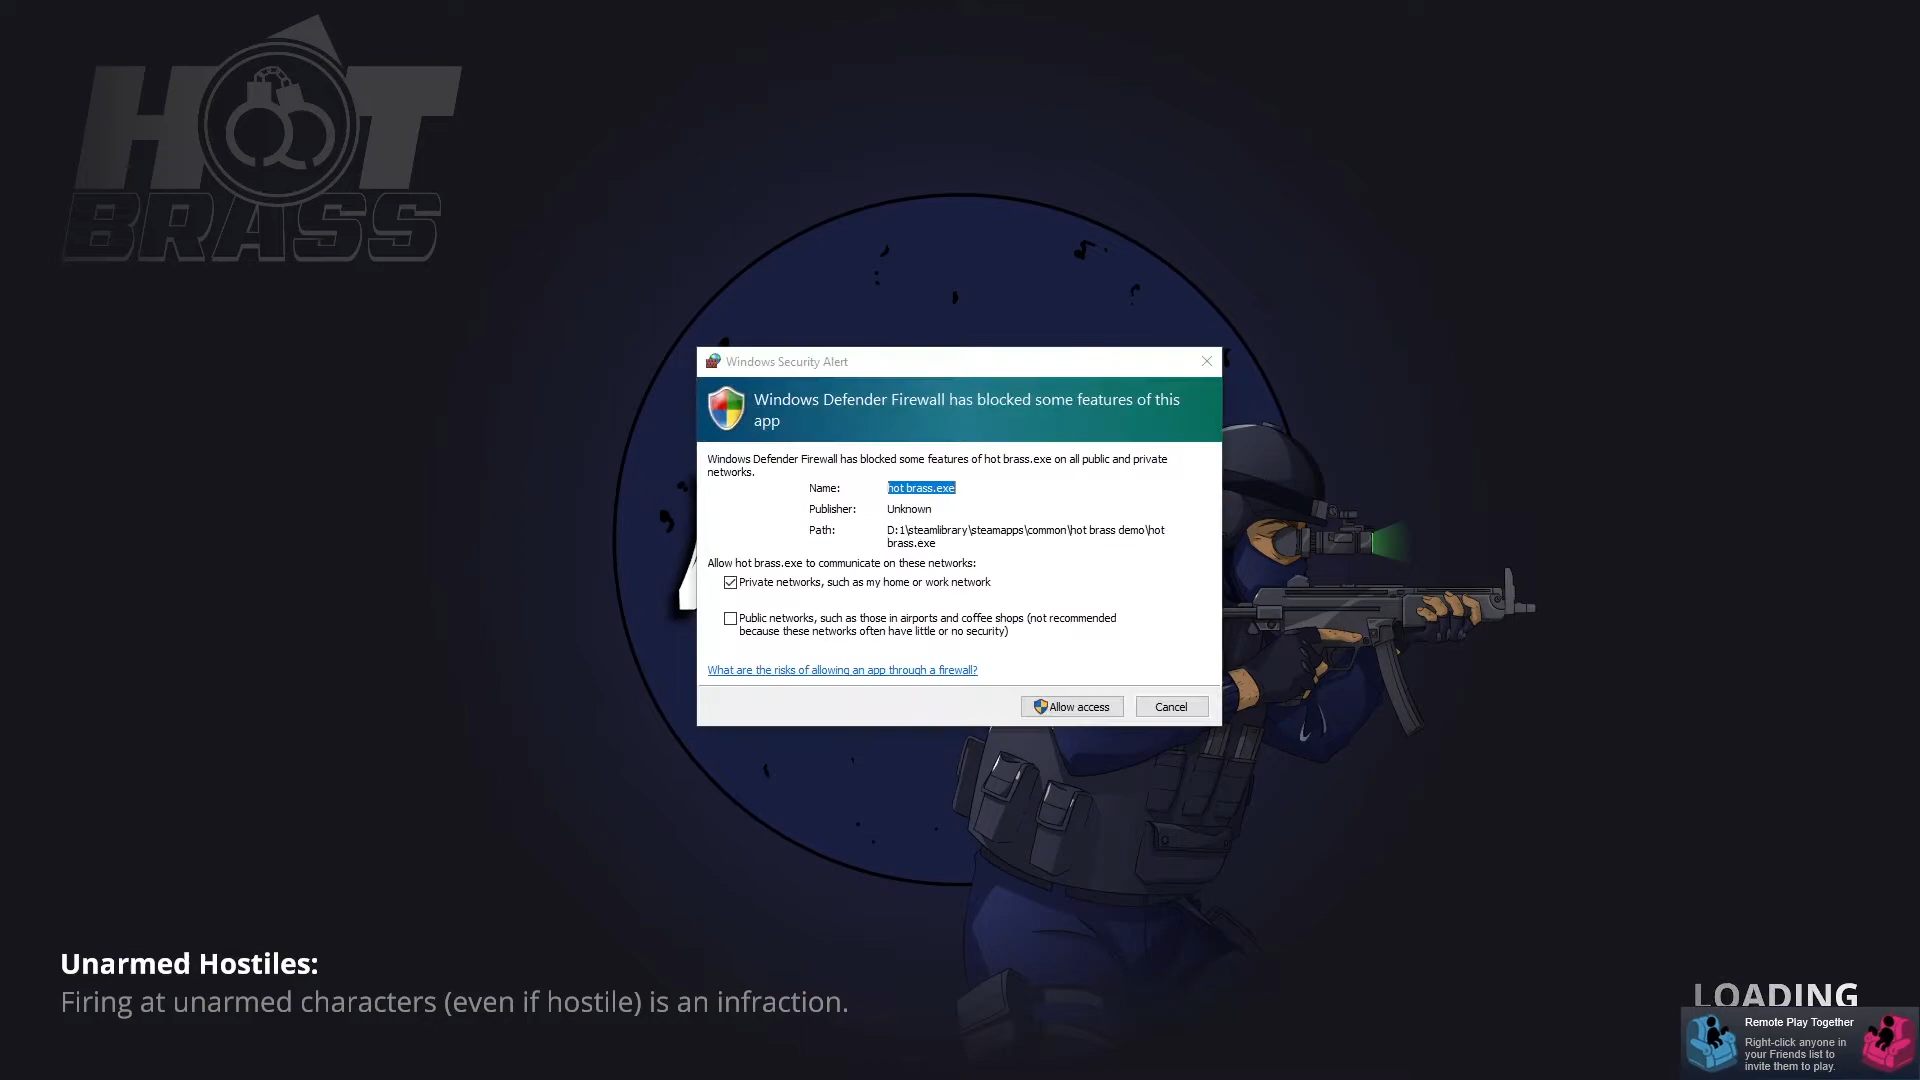 HOT
BRASS
Windows Security Alert
Windows Defender Firewall has blocked some features of this
app
Windows Defender Firewall has blocked some features of hot brass.exe on all public and private
networks.
Name: hot brass.exe
Publisher: Unknown
Path: D:1\steamlibrary\steamapps\common\hot brass demo\hot
brass.exe
Allow hot brass.exe to communicate on these networks:
Private networks, such as my home or work network
Public networks, such as those in airports and coffee shops (not recommended
because these networks often have little or no security)
What are the risks of allowing an app through a firewall?
Allow access
Cancel
Unarmed Hostiles:
Firing at unarmed characters (even if hostile) is an infraction.
LOADING
Remote Play Together
Right-click anyone in
your Friends list to
invite them to play.